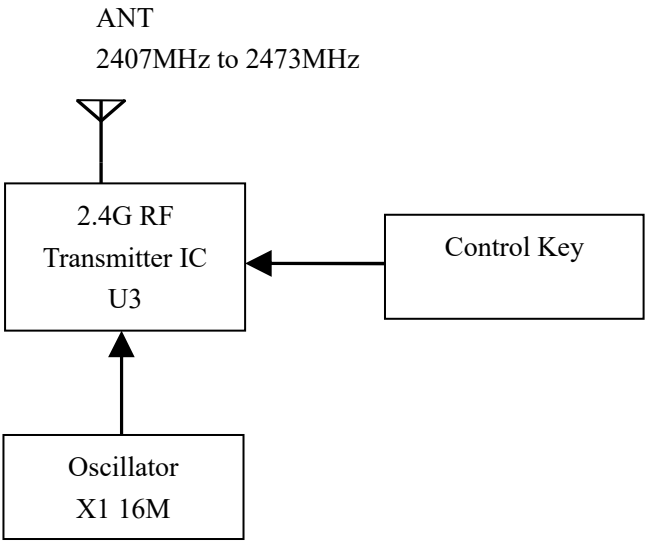 ANT
2407MHz to 2473MHz
2.4G RF
Transmitter IC
U3
Control Key
Oscillator
X1 16M